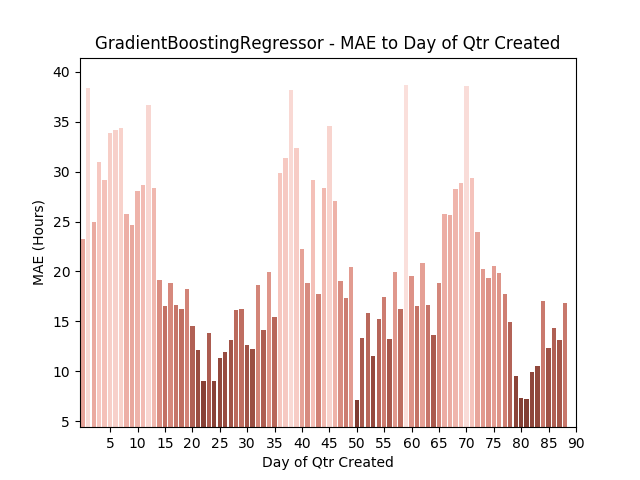 GradientBoostingRegressor - MAE to Day of Qtr Created
MAE (Hours)
40
35
30
25
20
15
10
5
5 10 15 20 25 30 35 40 45 50 55 60 65 70 75 80 85 90
Day of Qtr Created